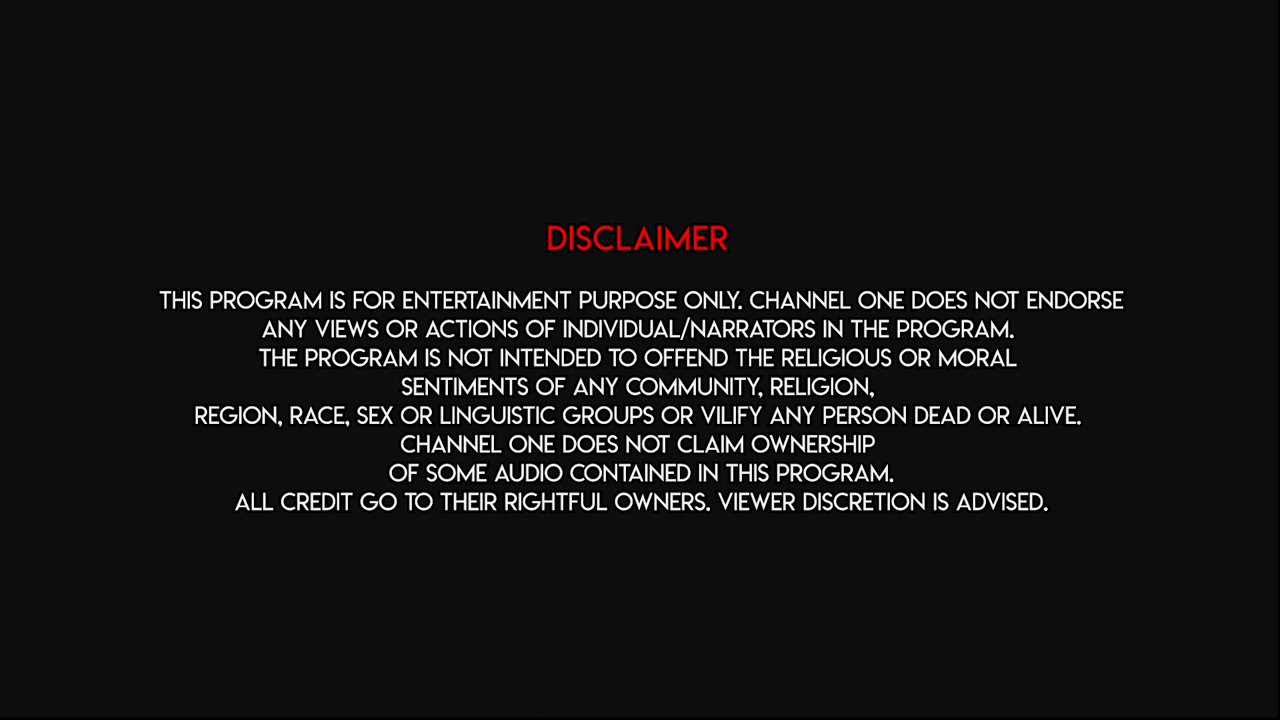 DISCLAIMER
THIS PROGRAM IS FOR ENTERTAINMENT PURPOSE ONLY. CHANNEL ONE DOES NOT ENDORSE
ANY VIEWS OR ACTIONS OF INDIVIDUAL/NARRATORS IN THE PROGRAM.
THE PROGRAM IS NOT INTENDED TO OFFEND THE RELIGIOUS OR MORAL
SENTIMENTS OF ANY COMMUNITY, RELIGION,
REGION, RACE, SEX OR LINGUISTIC GROUPS OR VILIFY ANY PERSON DEAD OR ALIVE.
CHANNEL ONE DOES NOT CLAIM OWNERSHIP
OF SOME AUDIO CONTAINED IN THIS PROGRAM.
ALL CREDIT GO TO THEIR RIGHTFUL OWNERS. VIEWER DISCRETION IS ADVISED.